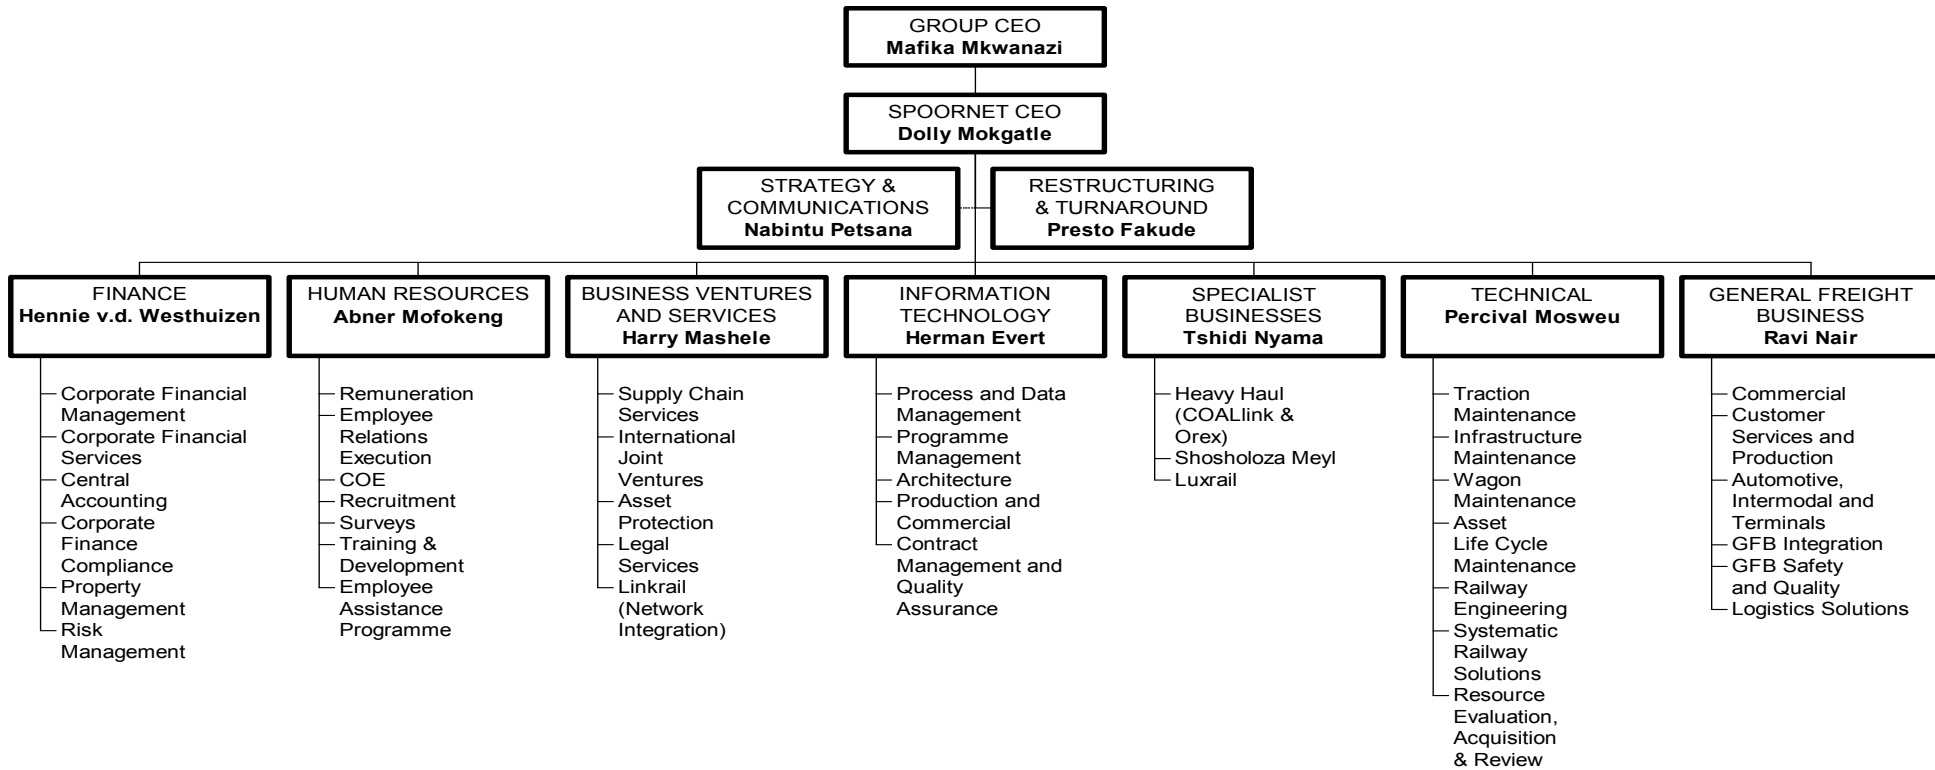 GROUP CEO
Mafika Mkwanazi
SPOORNET CEO
Dolly Mokgatle
STRATEGY &
COMMUNICATIONS
Nabintu Petsana
RESTRUCTURING
& TURNAROUND
Presto Fakude
FINANCE
Hennie v.d. Westhuizen
Corporate Financial
Management
Corporate Financial
Services
Central
Accounting
Corporate
Finance
Compliance
Property
Management
Risk
Management
HUMAN RESOURCES
Abner Mofokeng
Remuneration
Employee
Relations
Execution
COE
Recruitment
Surveys
Training &
Development
Employee
Assistance
Programme
BUSINESS VENTURES
AND SERVICES
Harry Mashele
Supply Chain
Services
International
Joint
Ventures
Asset
Protection
Legal
Services
Linkrail
(Network
Integration)
INFORMATION
TECHNOLOGY
Herman Evert
Process and Data
Management
Programme
Management
Architecture
Production and
Commercial
Contract
Management and
Quality
Assurance
SPECIALIST
BUSINESSES
Tshidi Nyama
Heavy Haul
(COALlink &
Orex)
Shosholoza Meyl
Luxrail
TECHNICAL
Percival Mosweu
Traction
Maintenance
Infrastructure
Maintenance
Wagon
Maintenance
Asset
Life Cycle
Maintenance
Railway
Engineering
Systematic
Railway
Solutions
Resource
Evaluation,
Acquisition
& Review
GENERAL FREIGHT
BUSINESS
Ravi Nair
Commercial
Customer
Services and
Production
Automotive,
Intermodal and
Terminals
GFB Integration
GFB Safety
and Quality
Logistics Solutions